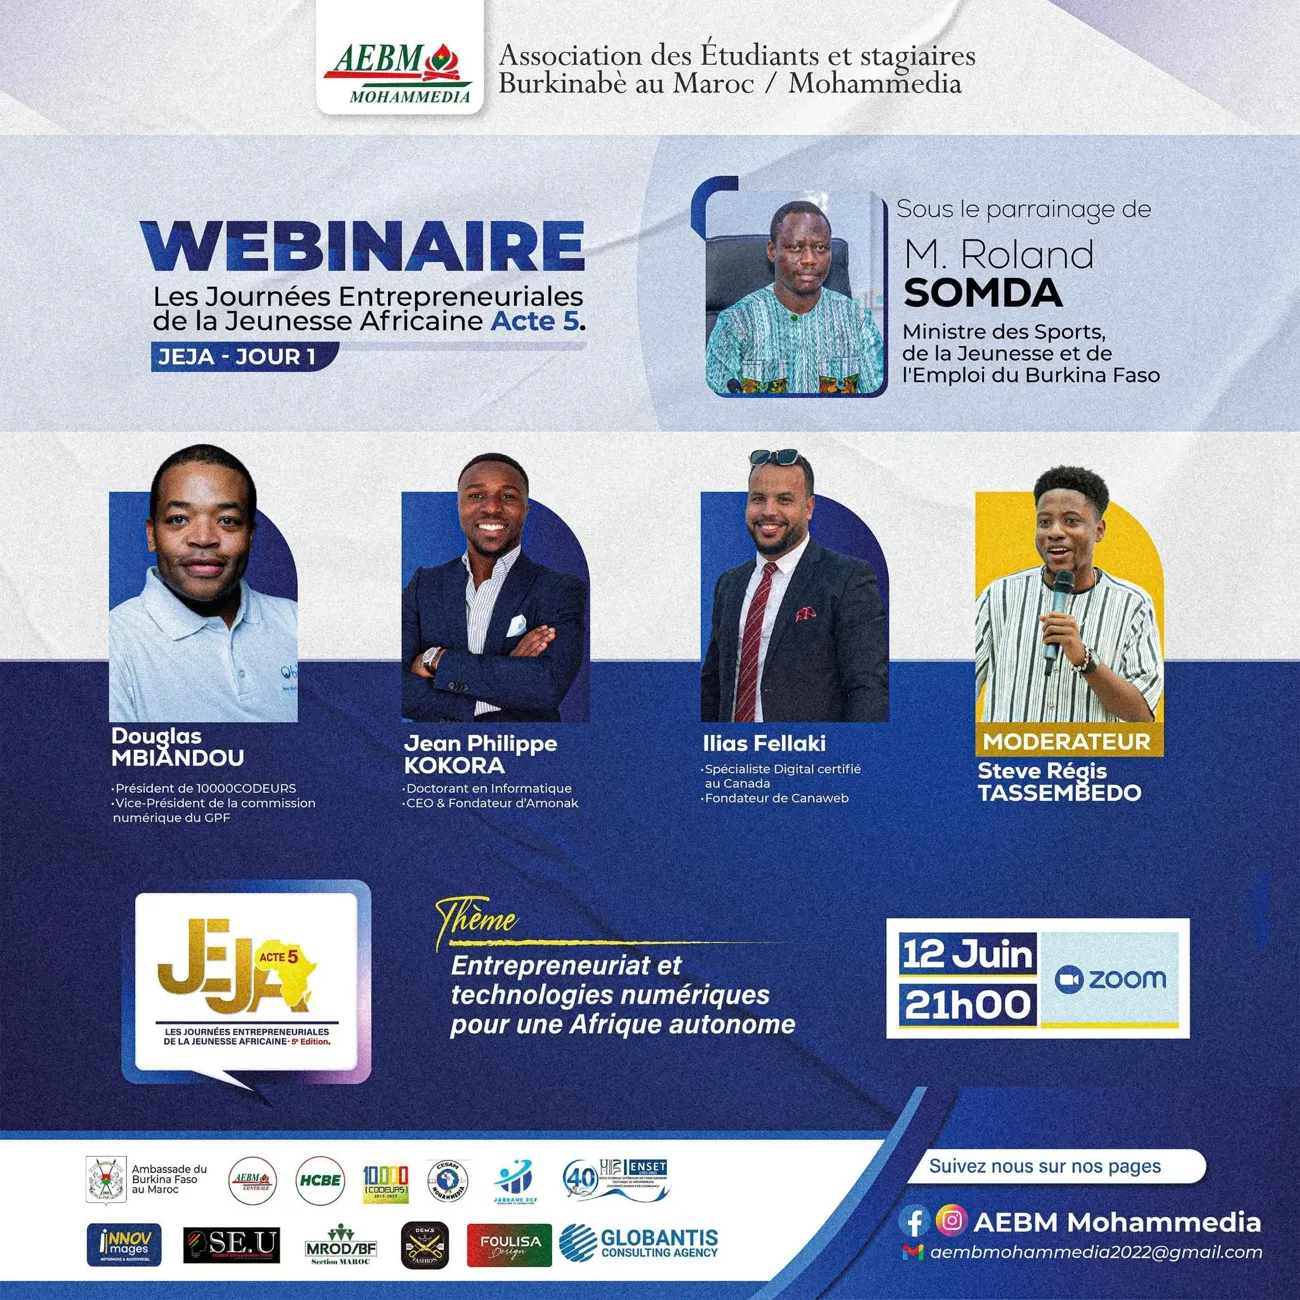 AEBM
MOHAMMEDIA
Association des Étudiants et stagiaires
Burkinabè au Maroc / Mohammedia
WEBINAIRE
Les Journées Entrepreneuriales
de la Jeunesse Africaine Acte 5.
JEJA - JOUR 1
Sous le parrainage de
M. Roland
SOMDA
Ministre des Sports,
de la Jeunesse et de
l'Emploi du Burkina Faso
Douglas
MBIANDOU
•Président de 10000CODEURS
•Vice-Président de la commission
numérique du GPF
Jean Philippe
KOKORA
•Doctorant en Informatique
•CEO & Fondateur d'Amonak
Ilias Fellaki
•Spécialiste Digital certifié
au Canada
•Fondateur de Canaweb
MODERATEUR
Steve Régis
TASSEMBEDO
JEJA
ACTE 5
LES JOURNÉES ENTREPRENEURIALES
DE LA JEUNESSE AFRICAINE - 5e Edition.
Thème
Entrepreneuriat et
technologies numériques
pour une Afrique autonome
12 Juin
21h00
zoom
Ambassade du
Burkina Faso
au Maroc
AEBM
CENTRALE
HCBE
10000
CODEURS
CESAM
MOHAMMEDIA
JABRANE ECF
40
ENSET
INNOV
Images
SE.U
MROD/BF
Section MAROC
DEM'S
FASHION
FOULISA
Design
GLOBANTIS
CONSULTING AGENCY
Suivez nous sur nos pages
AEBM Mohammedia
aembmohammedia2022@gmail.com